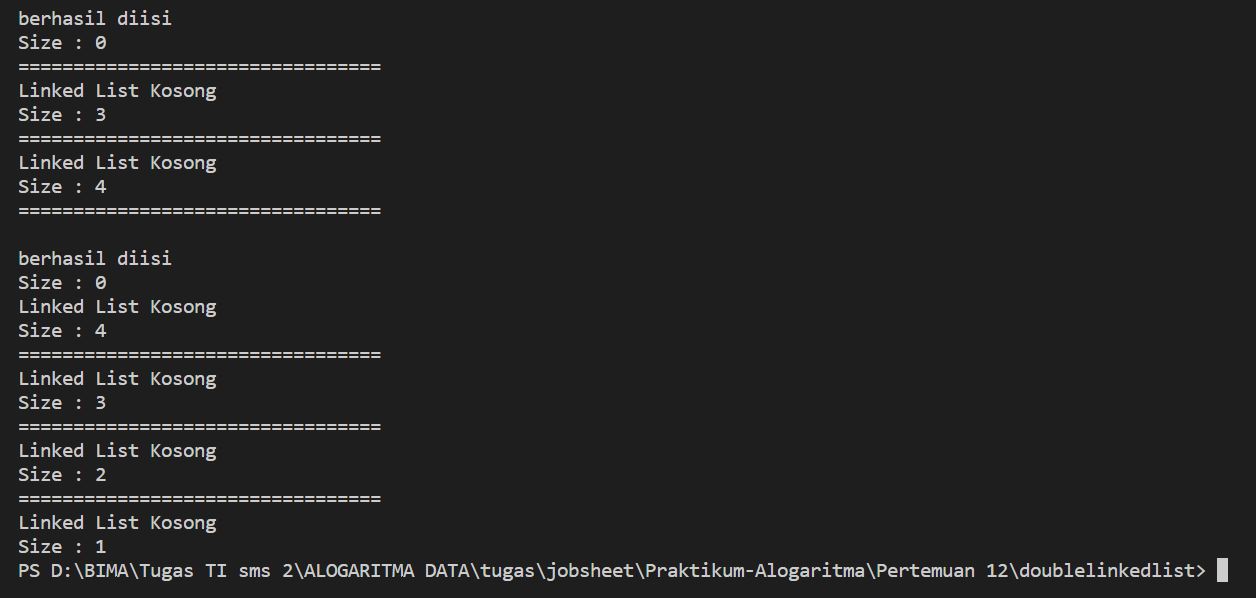 berhasil diisi
Size : 0
=================================
Linked List Kosong
Size : 3
=================================
Linked List Kosong
Size : 4
=================================
berhasil diisi
Size : 0
Linked List Kosong
Size : 4
=================================
Linked List Kosong
Size : 3
=================================
Linked List Kosong
Size : 2
=================================
Linked List Kosong
Size : 1
PS D:\BIMA\Tugas TI sms 2\ALOGARITMA DATA\tugas\jobsheet\Praktikum-Alogaritma\Pertemuan 12\doublelinkedlist>